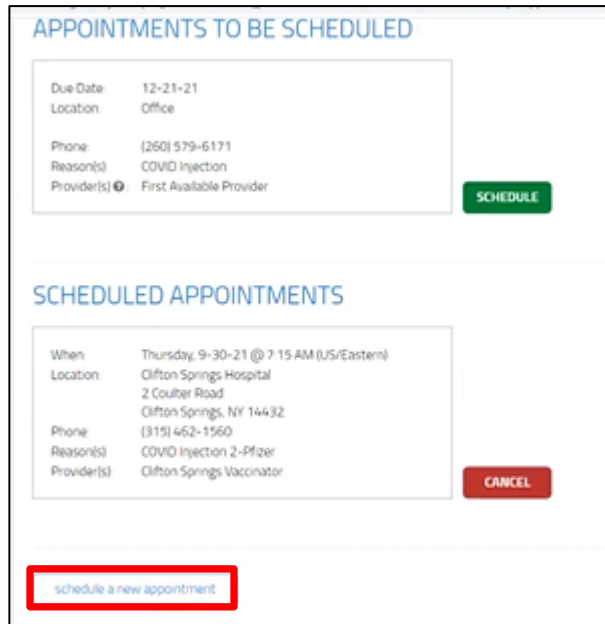 APPOINTMENTS TO BE SCHEDULED
Due Date: 12-21-21
Location: Office
Phone: (260) 579-6171
Reason(s): COVID Injection
Provider(s) ?: First Available Provider
SCHEDULE
SCHEDULED APPOINTMENTS
When: Thursday, 9-30-21 @ 7:15 AM (US/Eastern)
Location: Clifton Springs Hospital
2 Coulter Road
Clifton Springs, NY 14432
Phone: (315) 462-1560
Reason(s): COVID Injection 2-Pfizer
Provider(s): Clifton Springs Vaccinator
CANCEL
schedule a new appointment